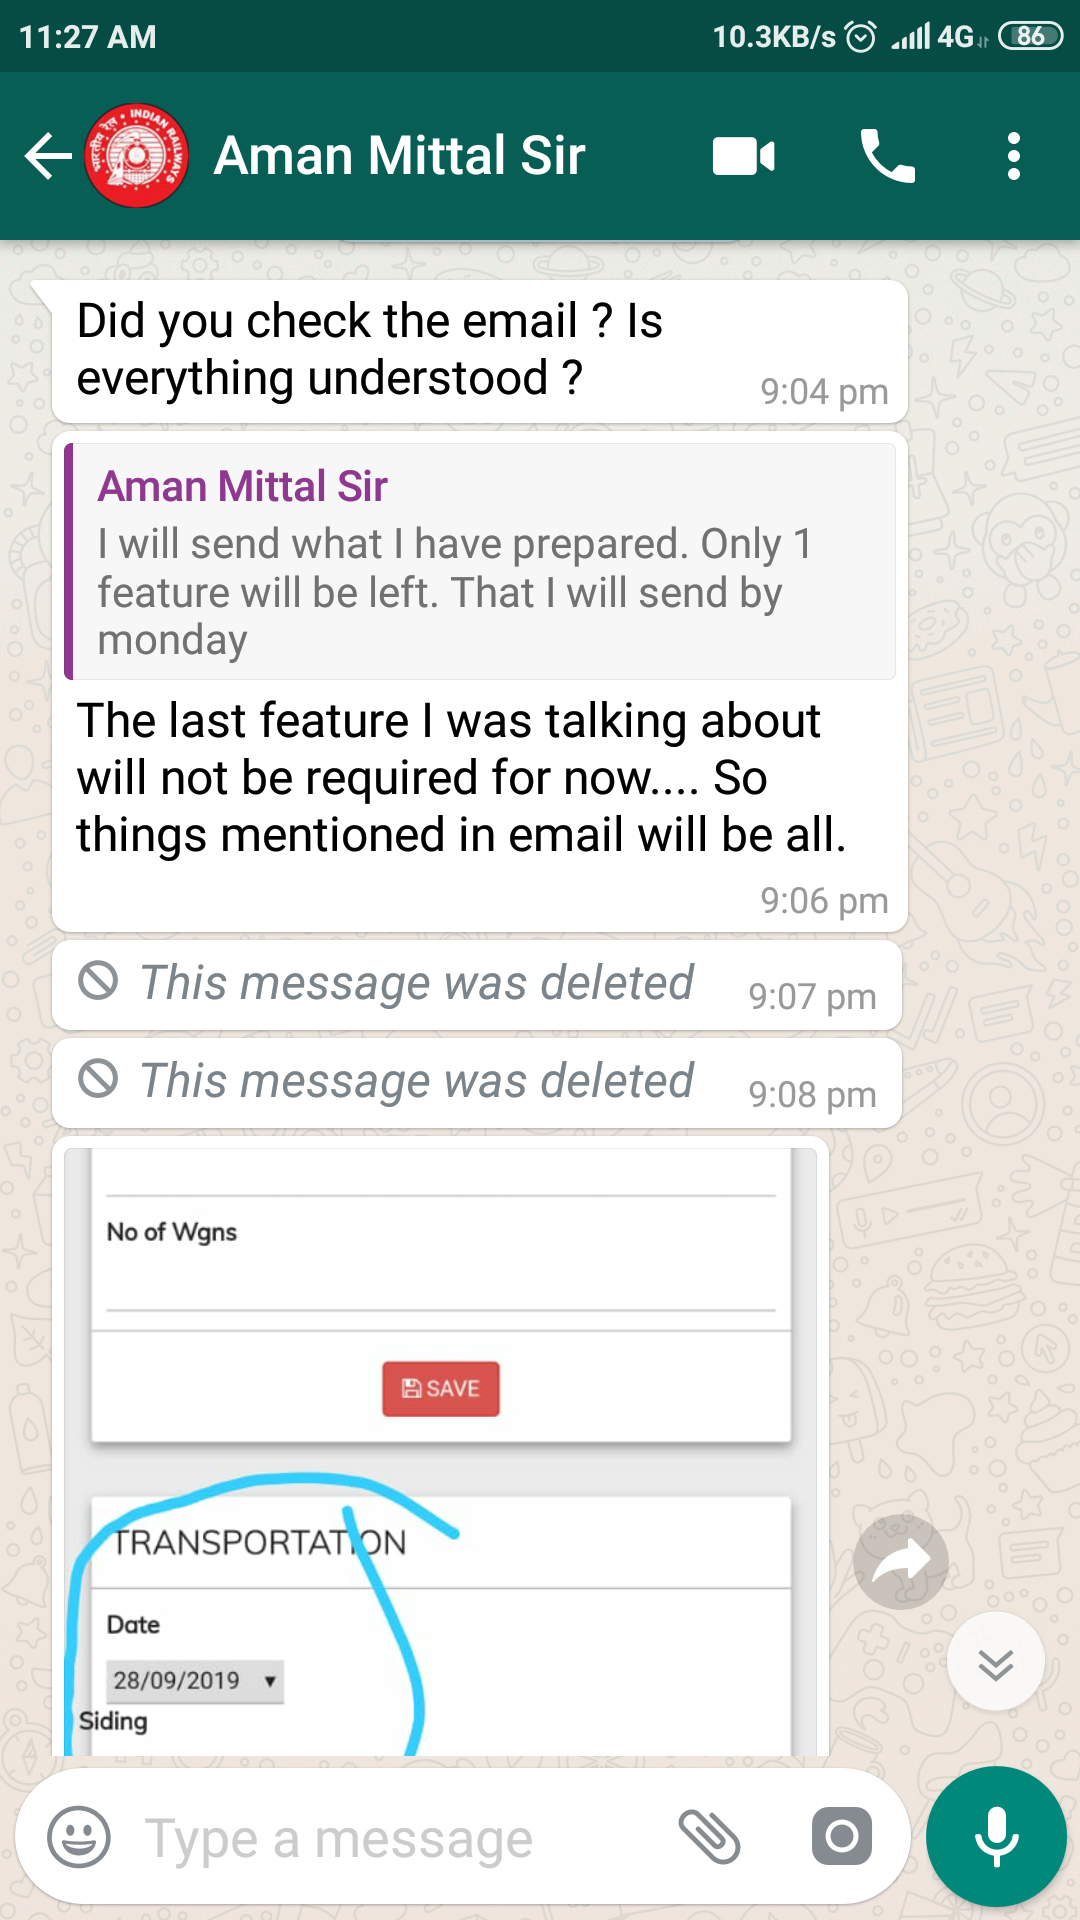 11:27 AM
10.3KB/s 4G 86
भारतीय रेल INDIAN RAILWAYS
Aman Mittal Sir
Did you check the email ? Is
everything understood ?
9:04 pm
Aman Mittal Sir
I will send what I have prepared. Only 1
feature will be left. That I will send by
monday
The last feature I was talking about
will not be required for now.... So
things mentioned in email will be all.
9:06 pm
This message was deleted 9:07 pm
This message was deleted 9:08 pm
No of Wgns
SAVE
TRANSPORTATION
Date
28/09/2019
Siding
Type a message